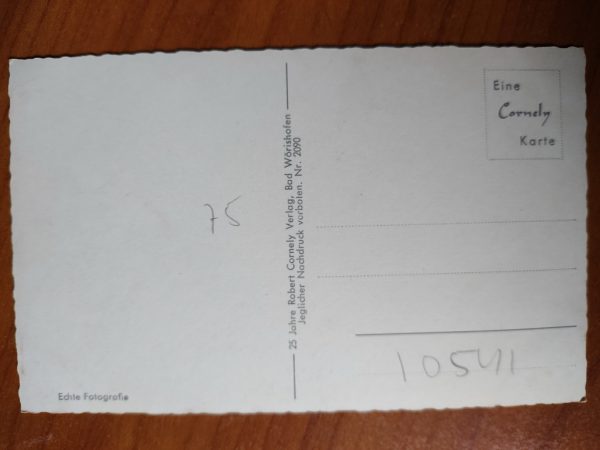 75
Echte Fotografie
25 Jahre Robert Cornely Verlag, Bad Wörishofen
Jeglicher Nachdruck verboten. Nr. 2090
Eine
Cornely
Karte
10541